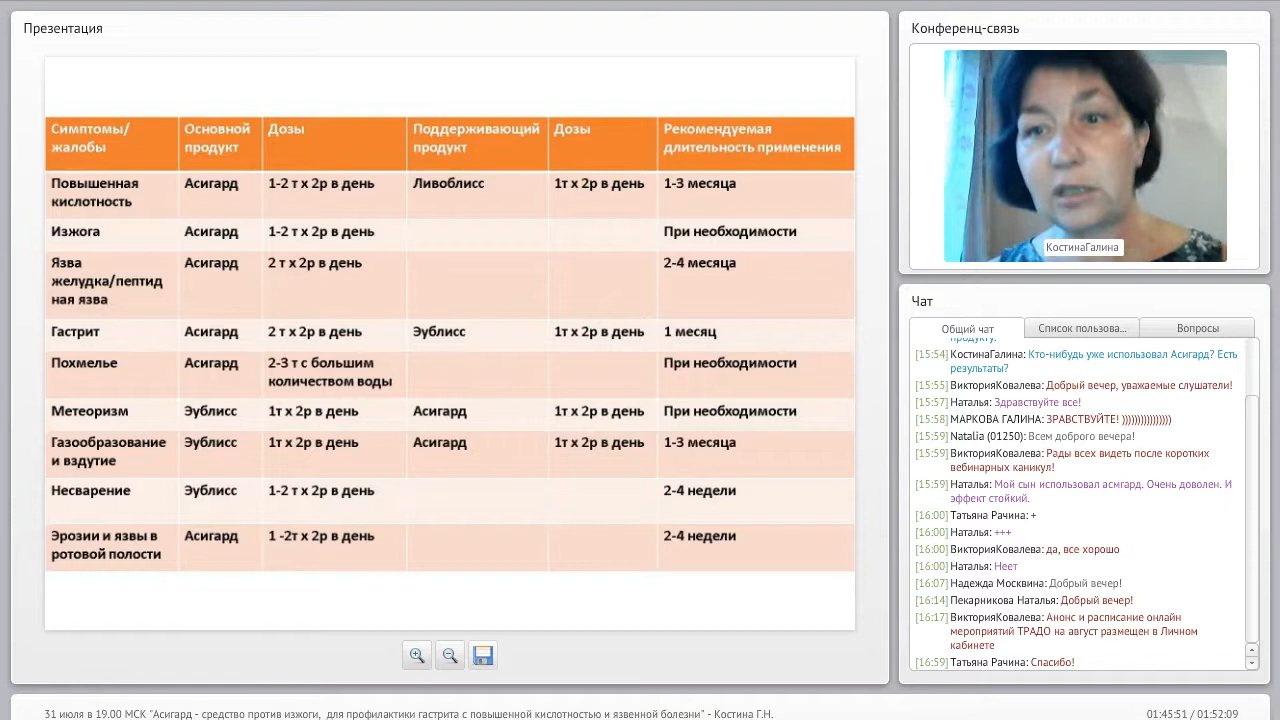 Презентация
Симптомы/
жалобы
Основной
продукт
Дозы
Поддерживающий
продукт
Дозы
Рекомендуемая
длительность применения
Повышенная
кислотность
Асигард
1-2 т х 2р в день
Ливоблисс
1т х 2р в день
1-3 месяца
Изжога
Асигард
1-2 т х 2р в день
При необходимости
Язва
желудка/пептид
ная язва
Асигард
2 т х 2р в день
2-4 месяца
Гастрит
Асигард
2 т х 2р в день
Эублисс
1т х 2р в день
1 месяц
Похмелье
Асигард
2-3 т с большим
количеством воды
При необходимости
Метеоризм
Эублисс
1т х 2р в день
Асигард
1т х 2р в день
При необходимости
Газообразование
и вздутие
Эублисс
1т х 2р в день
Асигард
1т х 2р в день
1-3 месяца
Несварение
Эублисс
1-2 т х 2р в день
2-4 недели
Эрозии и язвы в
ротовой полости
Асигард
1 -2т х 2р в день
2-4 недели
Конференц-связь
КостинаГалина
Чат
Общий чат
Список пользова...
Вопросы
продукту.
[15:54] КостинаГалина: Кто-нибудь уже использовал Асигард? Есть
результаты?
[15:55] ВикторияКовалева: Добрый вечер, уважаемые слушатели!
[15:57] Наталья: Здравствуйте все!
[15:58] МАРКОВА ГАЛИНА: ЗРАВСТВУЙТЕ! )))))))))))))))
[15:59] Natalia (01250): Всем доброго вечера!
[15:59] ВикторияКовалева: Рады всех видеть после коротких
вебинарных каникул!
[15:59] Наталья: Мой сын использовал асмгард. Очень доволен. И
эффект стойкий.
[16:00] Татьяна Рачина: +
[16:00] Наталья: +++
[16:00] ВикторияКовалева: да, все хорошо
[16:00] Наталья: Неет
[16:07] Надежда Москвина: Добрый вечер!
[16:14] Пекарникова Наталья: Добрый вечер!
[16:17] ВикторияКовалева: Анонс и расписание онлайн
мероприятий ТРАДО на август размещен в Личном
кабинете
[16:59] Татьяна Рачина: Спасибо!
31 июля в 19.00 МСК "Асигард - средство против изжоги, для профилактики гастрита с повышенной кислотностью и язвенной болезни" - Костина Г.Н.
01:45:51 / 01:52:09